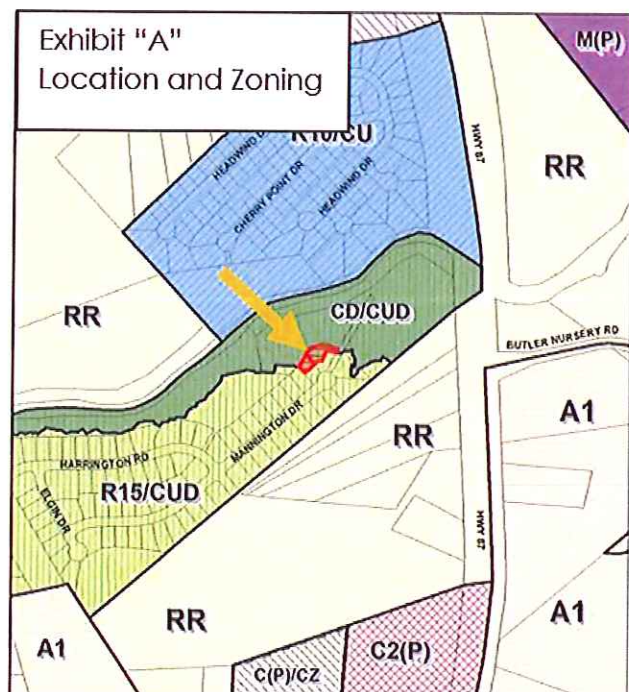 Exhibit "A"
Location and Zoning
M(P)
R10/CU
HEADWIND DR
CHERRY POINT DR
HEADWIND DR
HWY 87
RR
RR
CD/CUD
BUTLER NURSERY RD
A1
MANNINGTON DR
RR
HARRINGTON RD
R15/CUD
ELGIN DR
HWY 87
RR
A1
A1
C2(P)
C(P)/CZ